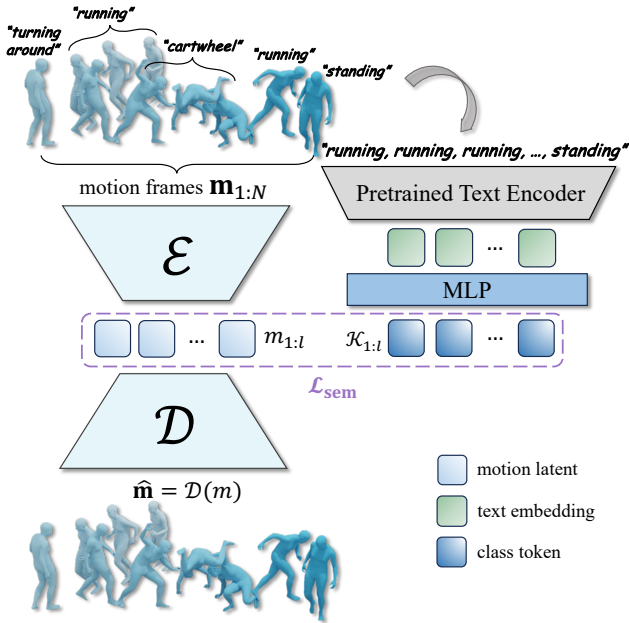 "running"
"turning
around"
"cartwheel"
"running"
"standing"
"running, running, running, ..., standing"
motion frames 𝐦₁:N
Pretrained Text Encoder
ℰ
...
MLP
... m₁:l
𝒦₁:l ...
ℒsem
𝒟
m̂ = 𝒟(m)
motion latent
text embedding
class token